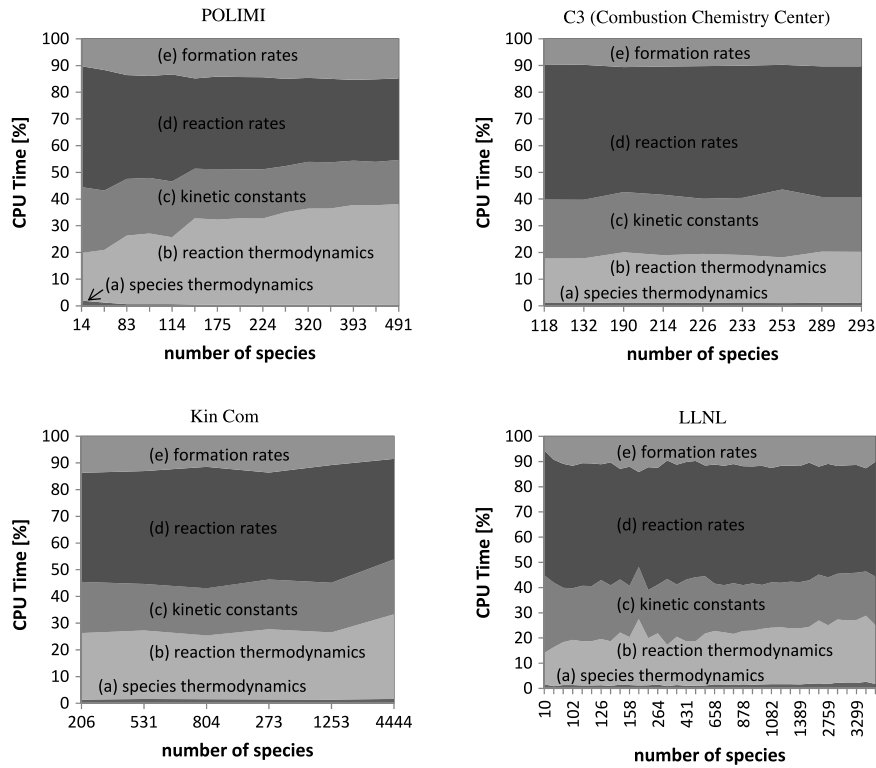 POLIMI
100
90
80
70
60
50
40
30
20
10
0
CPU Time [%]
(e) formation rates
(d) reaction rates
(c) kinetic constants
(b) reaction thermodynamics
(a) species thermodynamics
14 83 114 175 224 320 393 491
number of species
C3 (Combustion Chemistry Center)
100
90
80
70
60
50
40
30
20
10
0
CPU Time [%]
(e) formation rates
(d) reaction rates
(c) kinetic constants
(b) reaction thermodynamics
(a) species thermodynamics
118 132 190 214 226 233 253 289 293
number of species
Kin Com
100
90
80
70
60
50
40
30
20
10
0
CPU Time [%]
(e) formation rates
(d) reaction rates
(c) kinetic constants
(b) reaction thermodynamics
(a) species thermodynamics
206 531 804 273 1253 4444
number of species
LLNL
100
90
80
70
60
50
40
30
20
10
0
CPU Time [%]
(e) formation rates
(d) reaction rates
(c) kinetic constants
(b) reaction thermodynamics
(a) species thermodynamics
10 102 126 158 264 431 658 878 1082 1389 2759 3299
number of species